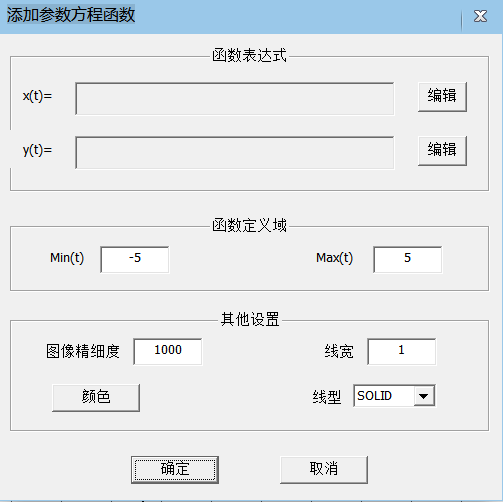 添加参数方程函数
函数表达式
x(t)= 编辑
y(t)= 编辑
函数定义域
Min(t) -5 Max(t) 5
其他设置
图像精细度 1000 线宽 1
颜色 线型 SOLID
确定 取消